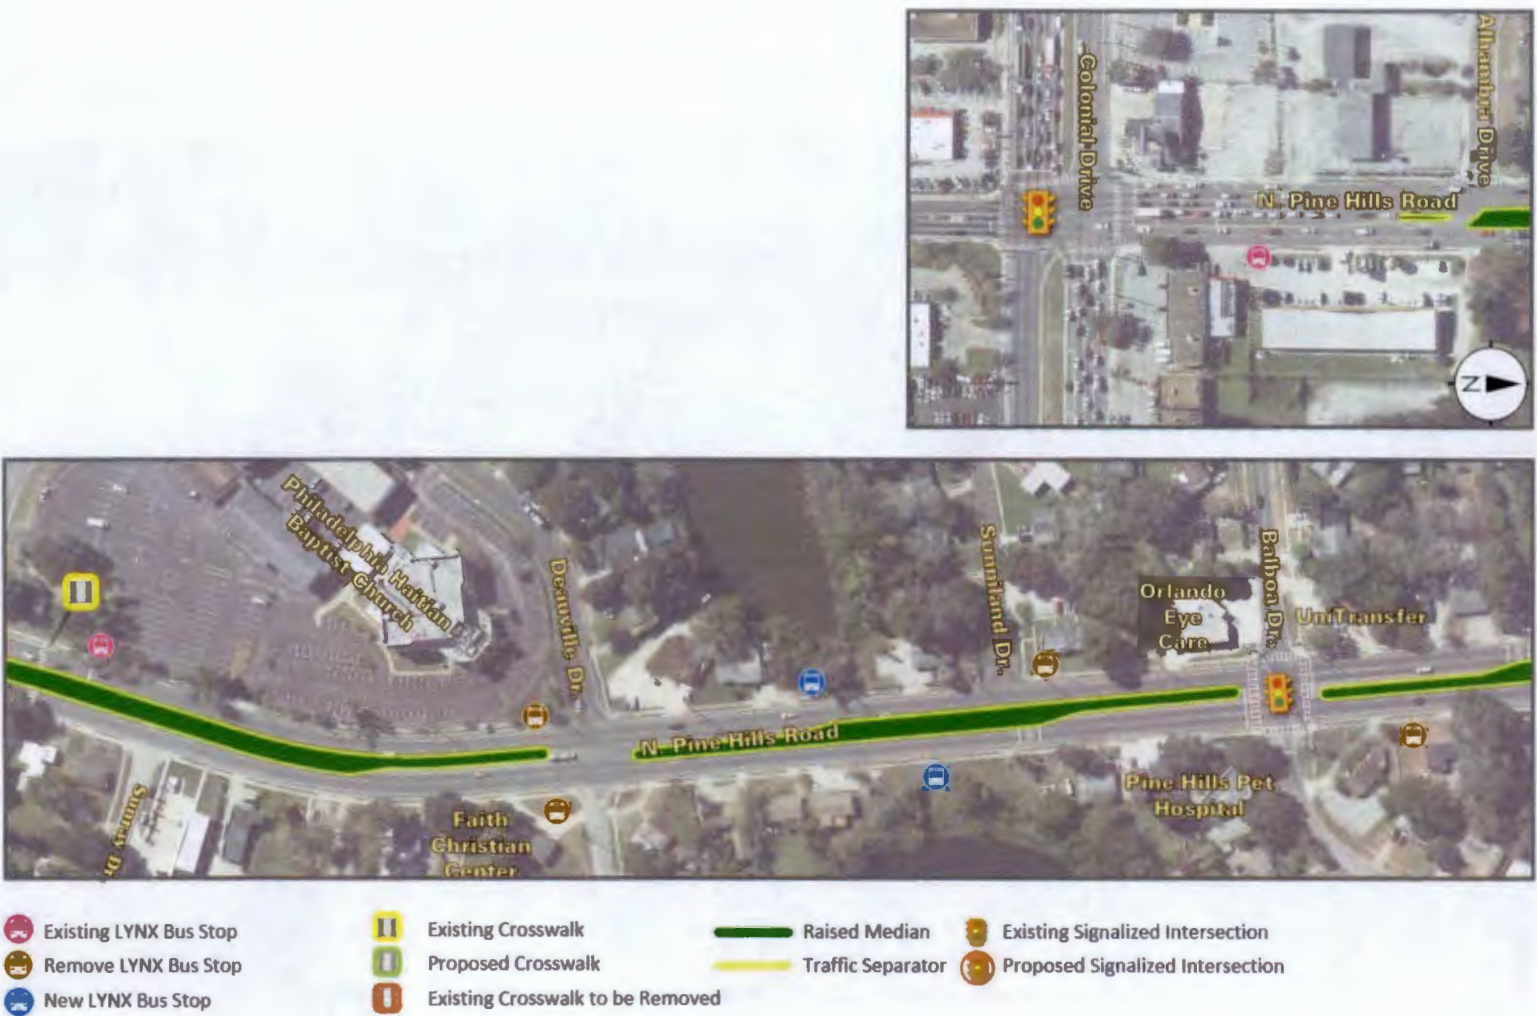 Colonial Drive
Alhambra Drive
N. Pine Hills Road
N
Philadelphia Haitian
Baptist Church
Deauville Dr.
Sunniland Dr.
Balboa Dr.
Orlando
Eye
Care
UniTransfer
N. Pine Hills Road
Sunray Dr.
Faith
Christian
Center
Pine Hills Pet
Hospital
Existing LYNX Bus Stop
Remove LYNX Bus Stop
New LYNX Bus Stop
Existing Crosswalk
Proposed Crosswalk
Existing Crosswalk to be Removed
Raised Median
Traffic Separator
Existing Signalized Intersection
Proposed Signalized Intersection